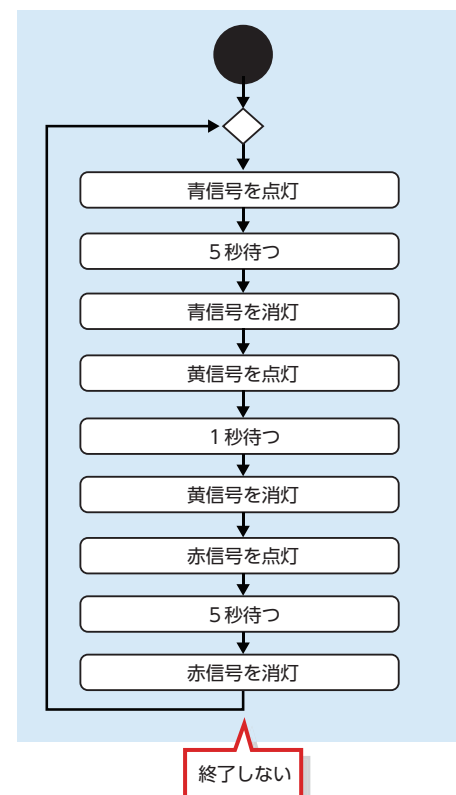 青信号を点灯
5秒待つ
青信号を消灯
黄信号を点灯
1秒待つ
黄信号を消灯
赤信号を点灯
5秒待つ
赤信号を消灯
終了しない